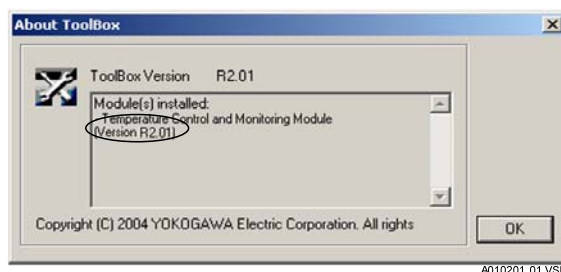 About ToolBox
ToolBox Version R2.01
Module(s) installed:
Temperature Control and Monitoring Module
(Version R2.01)
Copyright (C) 2004 YOKOGAWA Electric Corporation. All rights
OK
A010201_01.VSD